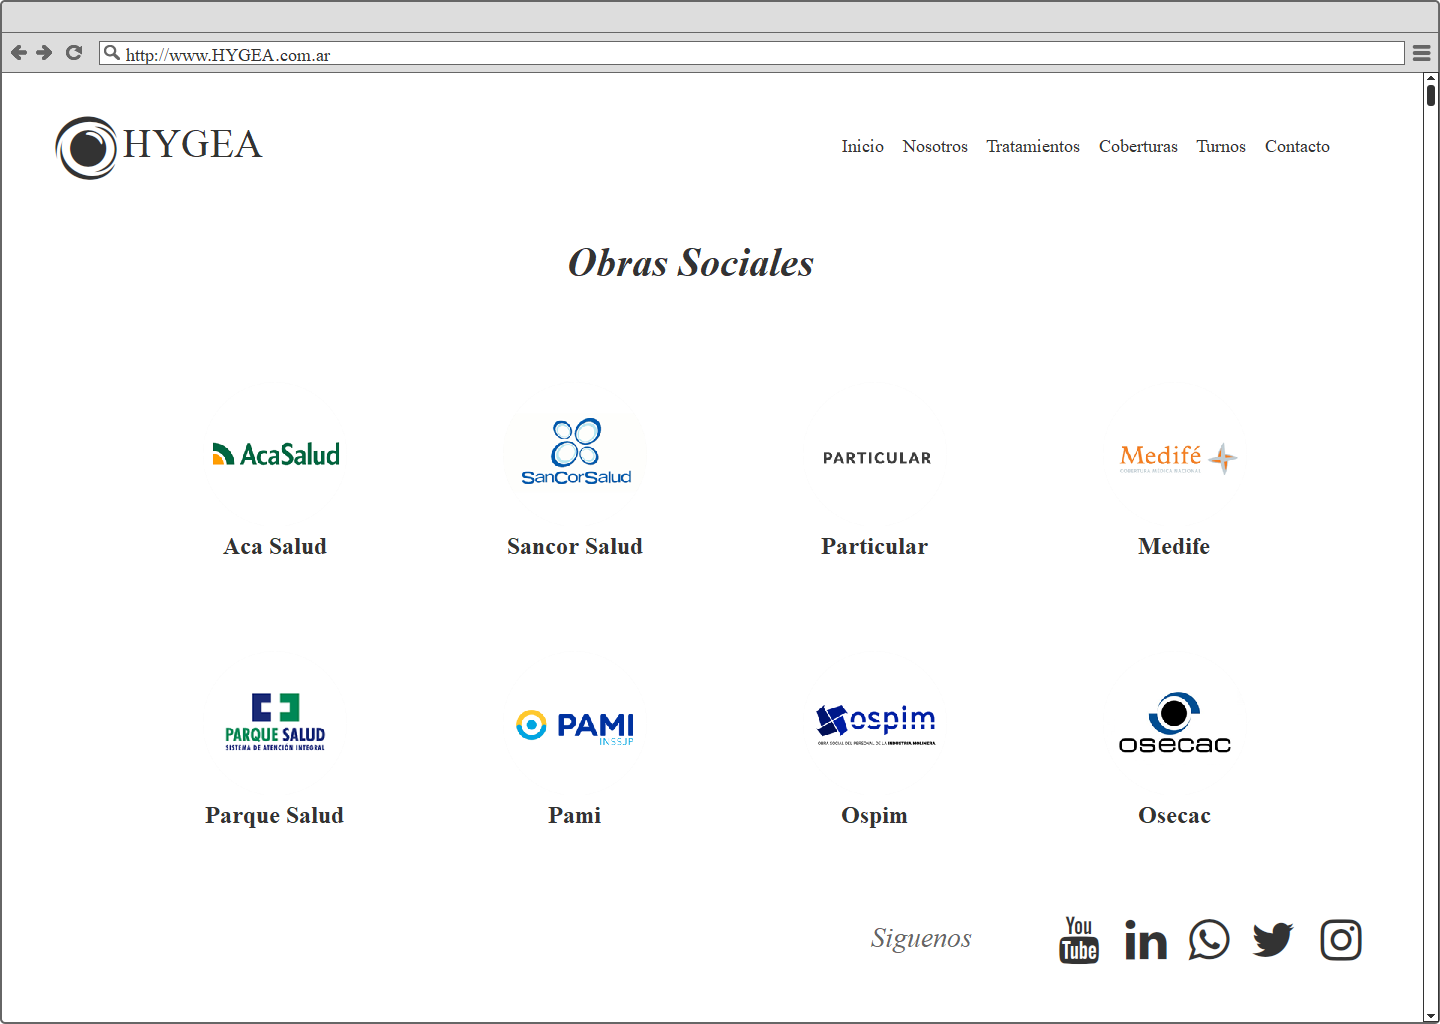 http://www.HYGEA.com.ar
HYGEA
Inicio Nosotros Tratamientos Coberturas Turnos Contacto
Obras Sociales
AcaSalud
SanCorSalud
PARTICULAR
Medifé
COBERTURA MÉDICA NACIONAL
Aca Salud
Sancor Salud
Particular
Medife
PARQUE SALUD
SISTEMA DE ATENCIÓN INTEGRAL
PAMI
INSSJP
ospim
OBRA SOCIAL DEL PERSONAL DE LA INDUSTRIA MOLINERA
osecac
Parque Salud
Pami
Ospim
Osecac
Siguenos
You
Tube
in